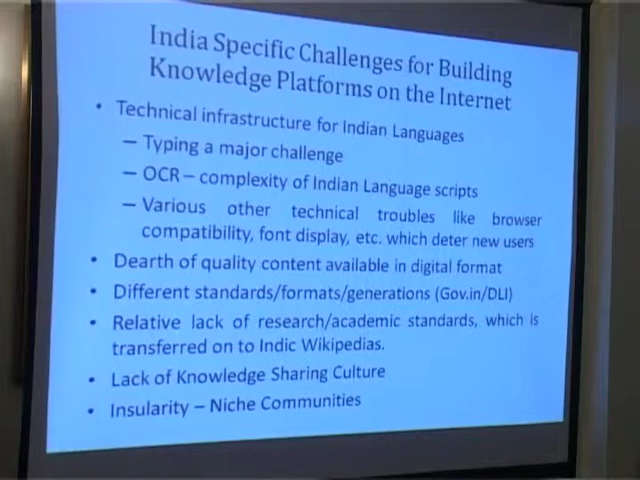 India Specific Challenges for Building
Knowledge Platforms on the Internet
• Technical infrastructure for Indian Languages
– Typing a major challenge
– OCR – complexity of Indian Language scripts
– Various other technical troubles like browser
compatibility, font display, etc. which deter new users
• Dearth of quality content available in digital format
• Different standards/formats/generations (Gov.in/DLI)
• Relative lack of research/academic standards, which is
transferred on to Indic Wikipedias.
• Lack of Knowledge Sharing Culture
• Insularity – Niche Communities